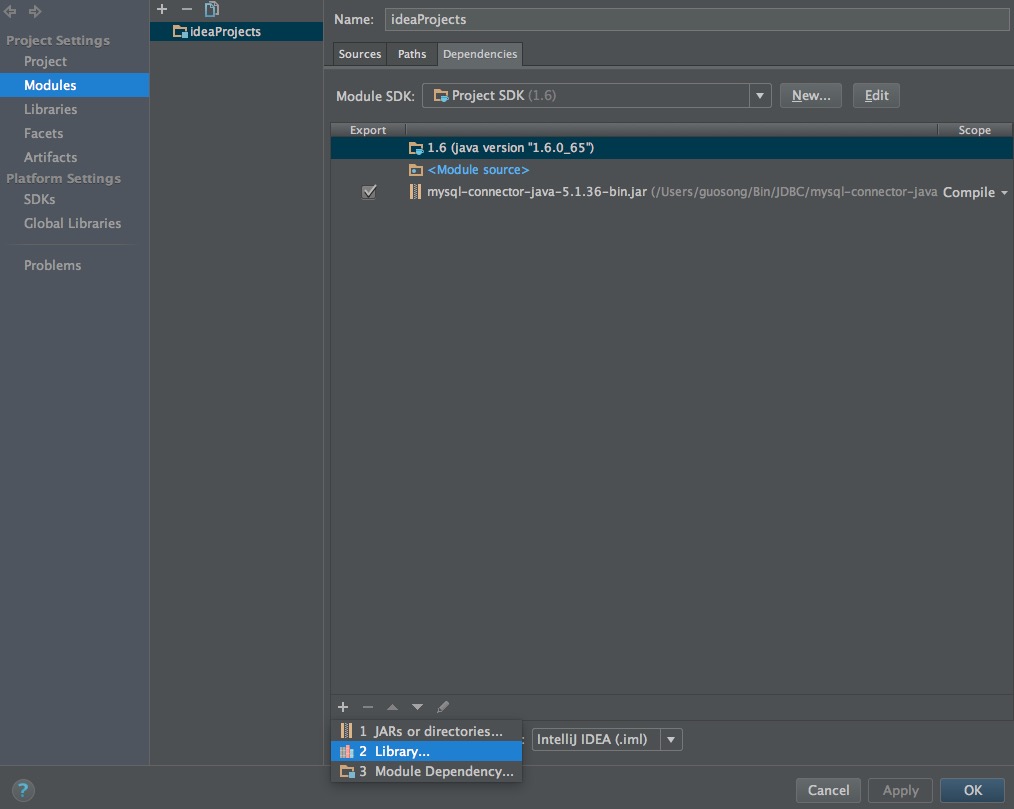 Project Settings
Project
Modules
Libraries
Facets
Artifacts
Platform Settings
SDKs
Global Libraries
Problems
ideaProjects
Name: ideaProjects
Sources Paths Dependencies
Module SDK: Project SDK (1.6) New... Edit
Export Scope
1.6 (java version "1.6.0_65")
<Module source>
mysql-connector-java-5.1.36-bin.jar (/Users/guosong/Bin/JDBC/mysql-connector-java Compile
1 JARs or directories...
2 Library...
3 Module Dependency...
: IntelliJ IDEA (.iml)
? Cancel Apply OK